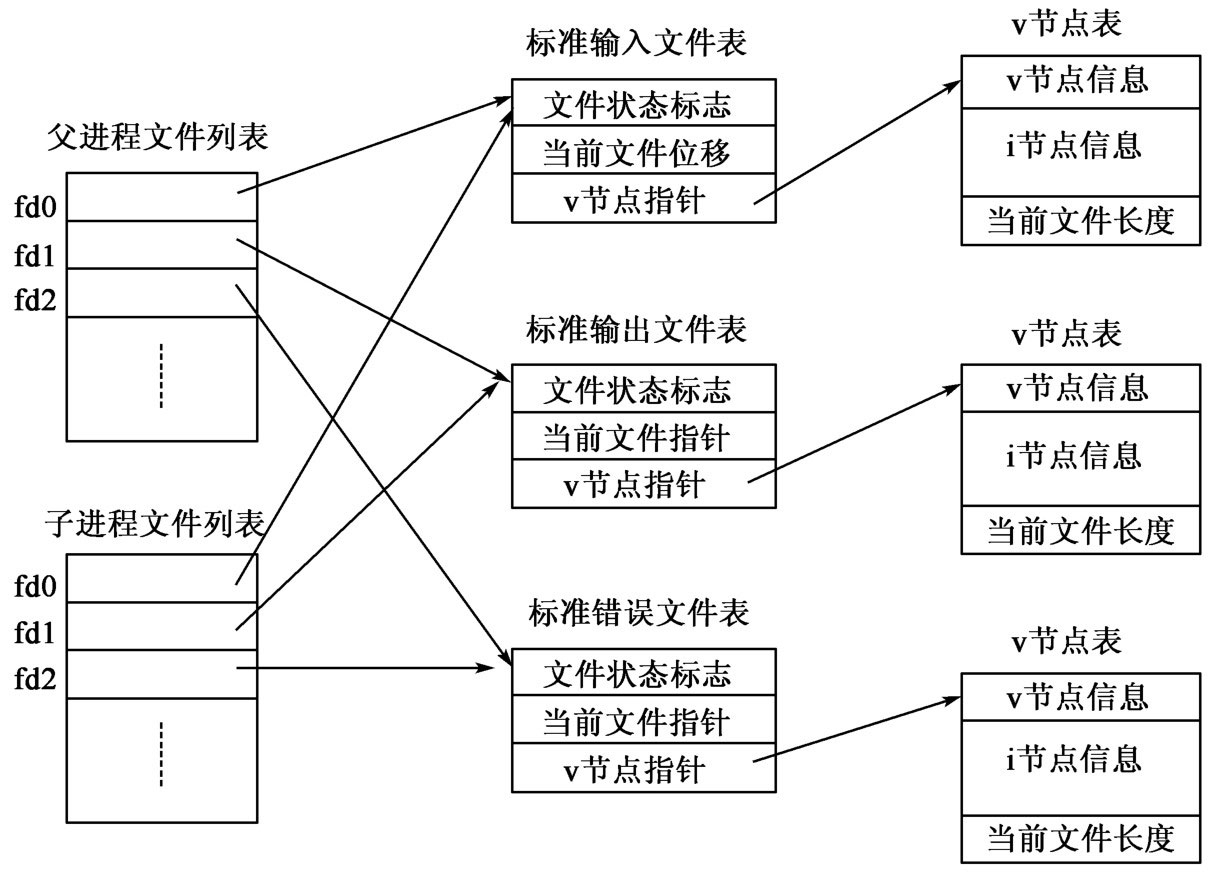 父进程文件列表
fd0
fd1
fd2
子进程文件列表
fd0
fd1
fd2
标准输入文件表
文件状态标志
当前文件位移
v节点指针
标准输出文件表
文件状态标志
当前文件指针
v节点指针
标准错误文件表
文件状态标志
当前文件指针
v节点指针
v节点表
v节点信息
i节点信息
当前文件长度
v节点表
v节点信息
i节点信息
当前文件长度
v节点表
v节点信息
i节点信息
当前文件长度